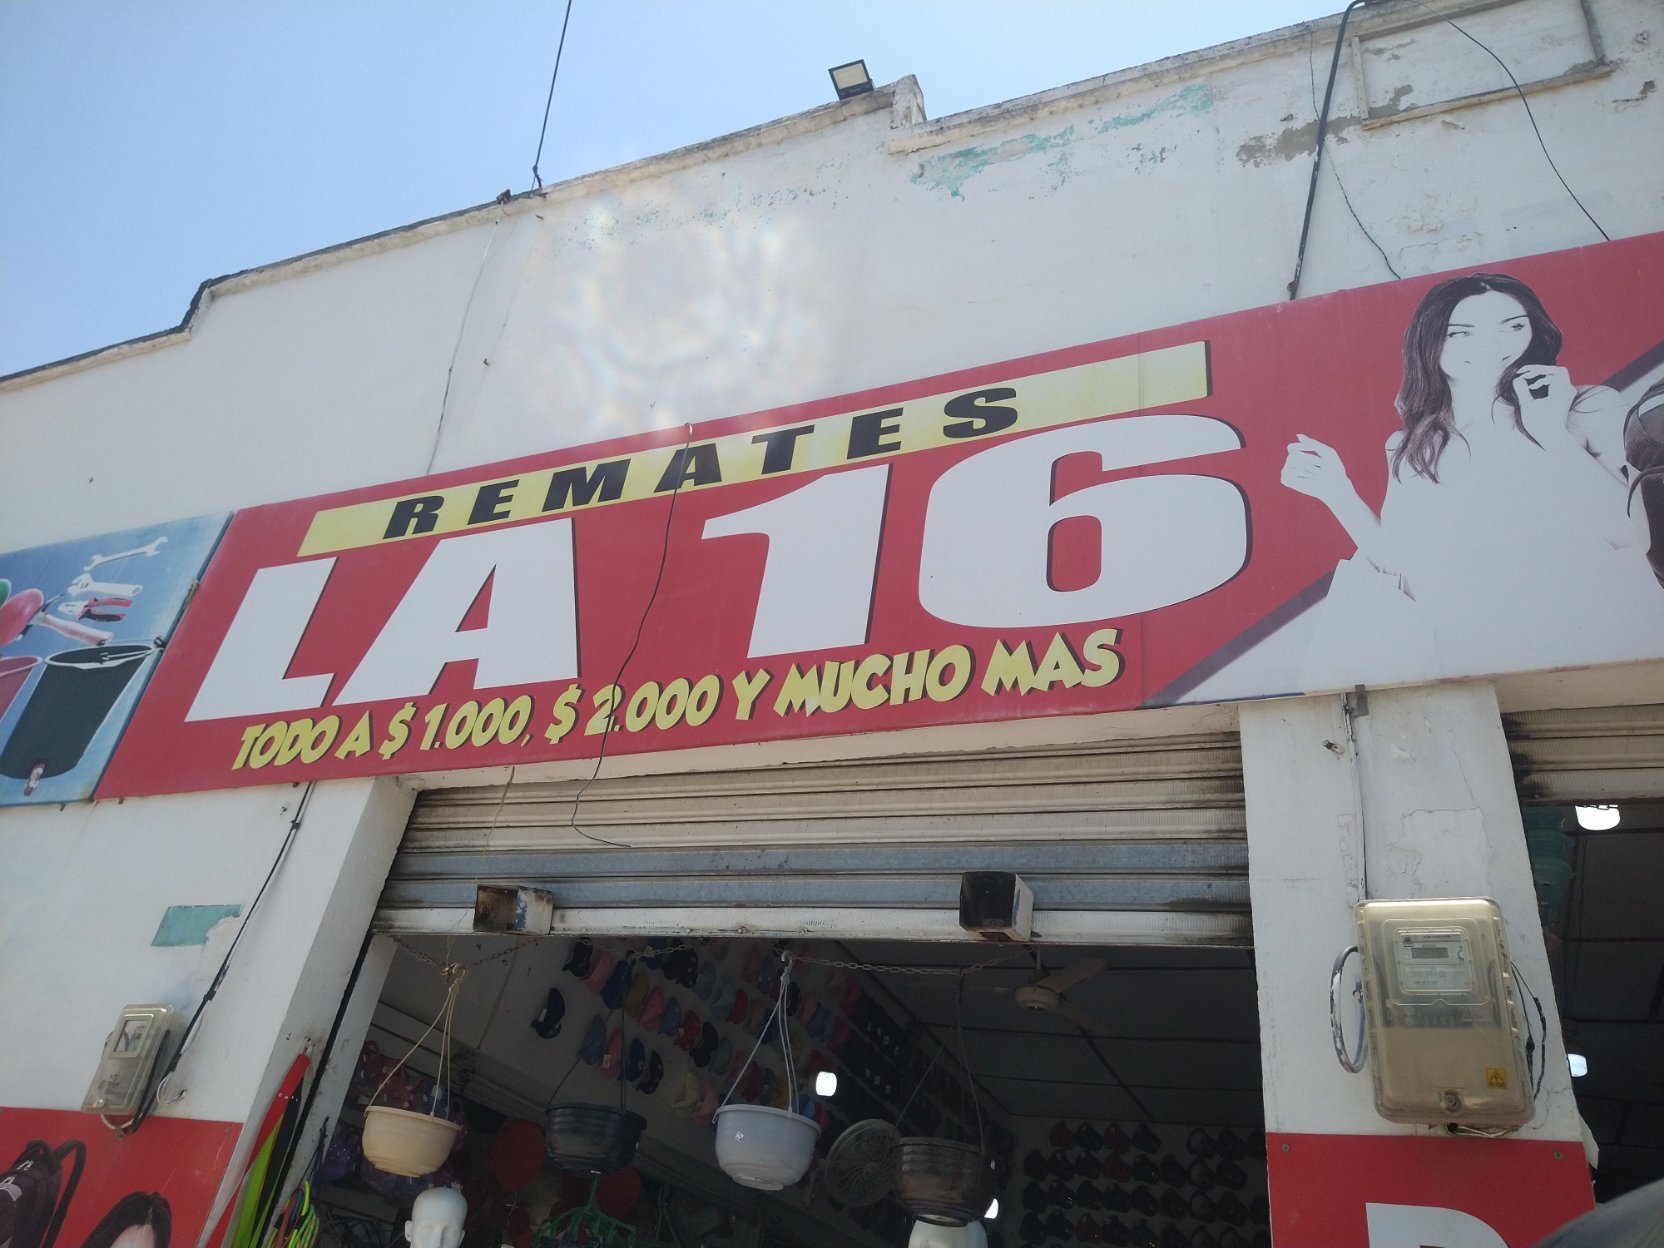 REMATES
LA 16
TODO A $ 1.000, $ 2.000 Y MUCHO MAS